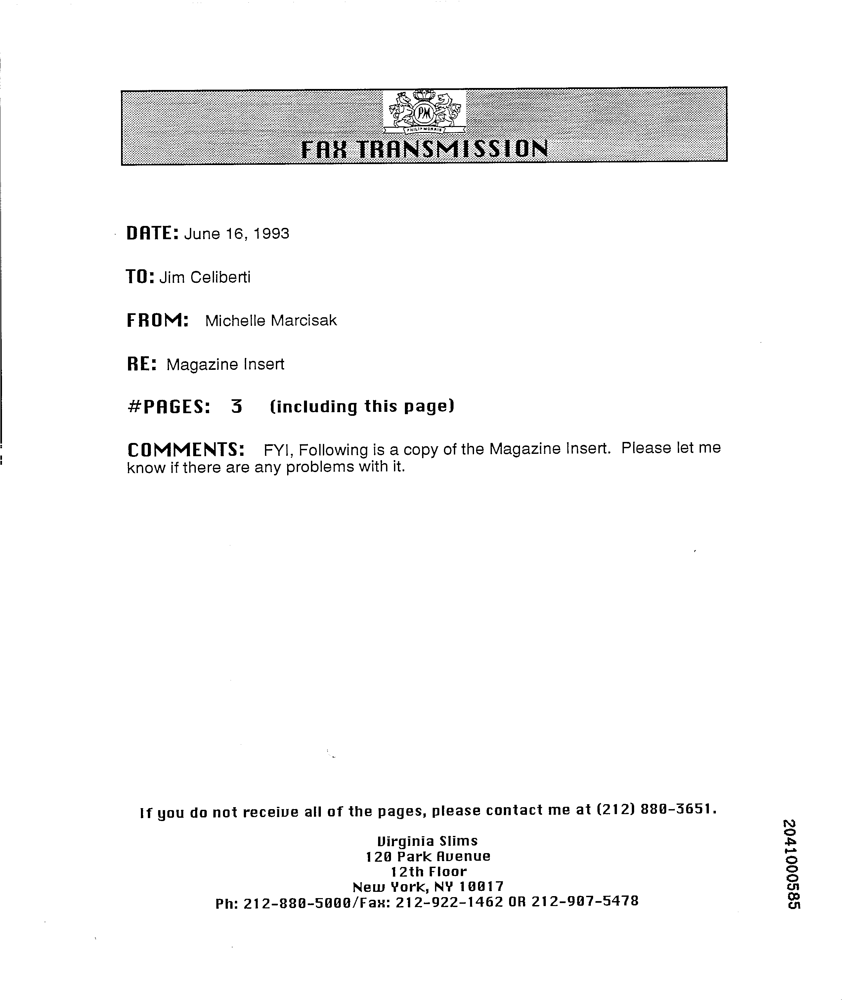 PM
PHILIP MORRIS
FAX TRANSMISSION
DATE: June 16, 1993
TO: Jim Celiberti
FROM: Michelle Marcisak
RE: Magazine Insert
#PAGES: 3 (including this page)
COMMENTS: FYI, Following is a copy of the Magazine Insert. Please let me
know if there are any problems with it.
If you do not receive all of the pages, please contact me at (212) 880-3651.
Virginia Slims
120 Park Avenue
12th Floor
New York, NY 10017
Ph: 212-880-5000/Fax: 212-922-1462 OR 212-907-5478
2041000585